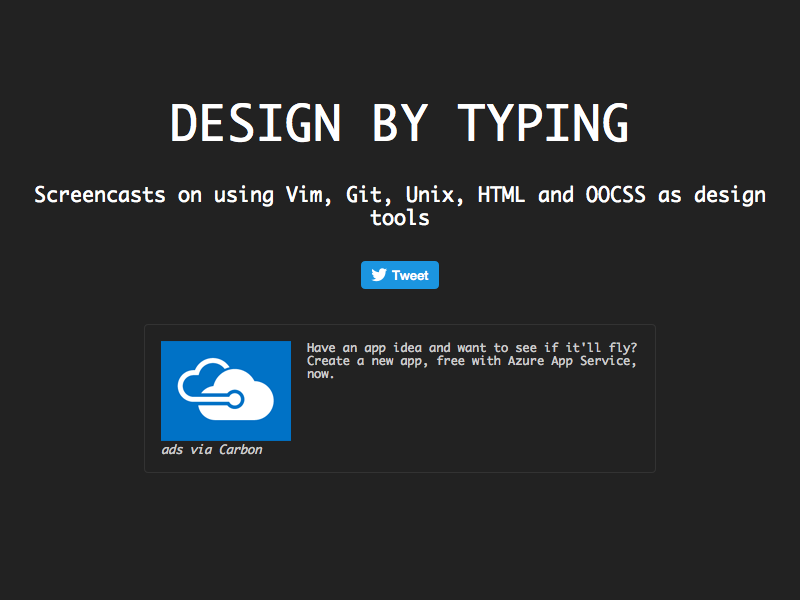 DESIGN BY TYPING
Screencasts on using Vim, Git, Unix, HTML and OOCSS as design
tools
Tweet
Have an app idea and want to see if it'll fly?
Create a new app, free with Azure App Service,
now.
ads via Carbon